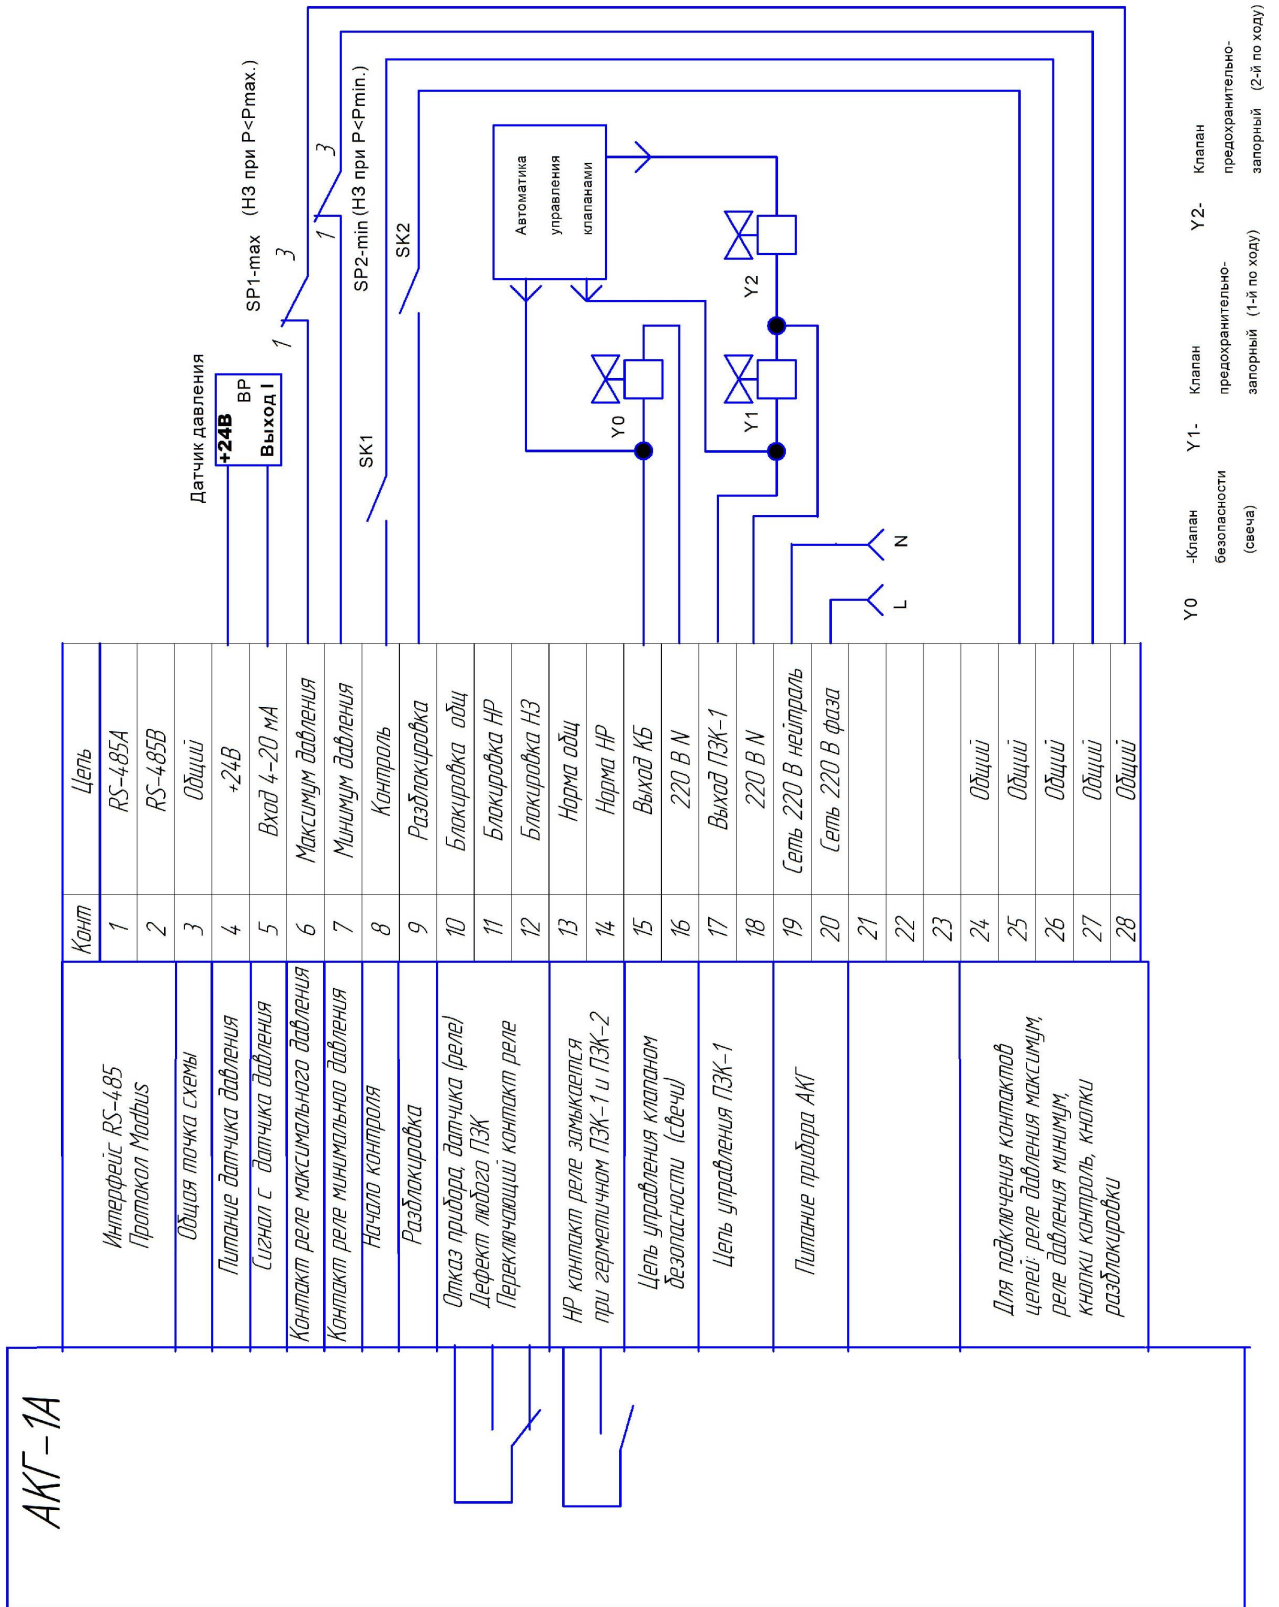 АКГ-1А
Конт
Цепь
Интерфейс RS-485
Протокол Modbus
1
RS-485A
2
RS-485B
Общая точка схемы
3
Общий
Питание датчика давления
4
+24В
Сигнал с датчика давления
5
Вход 4-20 мА
Контакт реле максимального давления
6
Максимум давления
Контакт реле минимальноо давления
7
Минимум давления
Начало контроля
8
Контроль
Разблокировка
9
Разблокировка
Отказ прибора, датчика (реле)
Дефект любого ПЗК
Переключающий контакт реле
10
Блокировка общ
11
Блокировка НР
12
Блокировка НЗ
НР контакт реле замыкается
при герметичном ПЗК-1 и ПЗК-2
13
Норма общ
14
Норма НР
Цепь управления клапаном
безопасности (свечи)
15
Выход КБ
16
220 В N
Цепь управления ПЗК-1
17
Выход ПЗК-1
18
220 В N
Питание прибора АКГ
19
Сеть 220 В нейтраль
20
Сеть 220 В фаза
21
22
23
Для подключения контактов
цепей: реле давления максимум,
реле давления минимум,
кнопки контроль, кнопки
разблокировки
24
Общий
25
Общий
26
Общий
27
Общий
28
Общий
Датчик давления
+24В
ВР
Выход I
SP1-max (НЗ при P<Pmax.)
1
3
1
3
SP2-min (НЗ при P<Pmin.)
SK1
SK2
Автоматика
управления
клапанами
Y0
Y1
Y2
L
N
Y0 -Клапан
безопасности
(свеча)
Y1- Клапан
предохранительно-
запорный (1-й по ходу)
Y2- Клапан
предохранительно-
запорный (2-й по ходу)